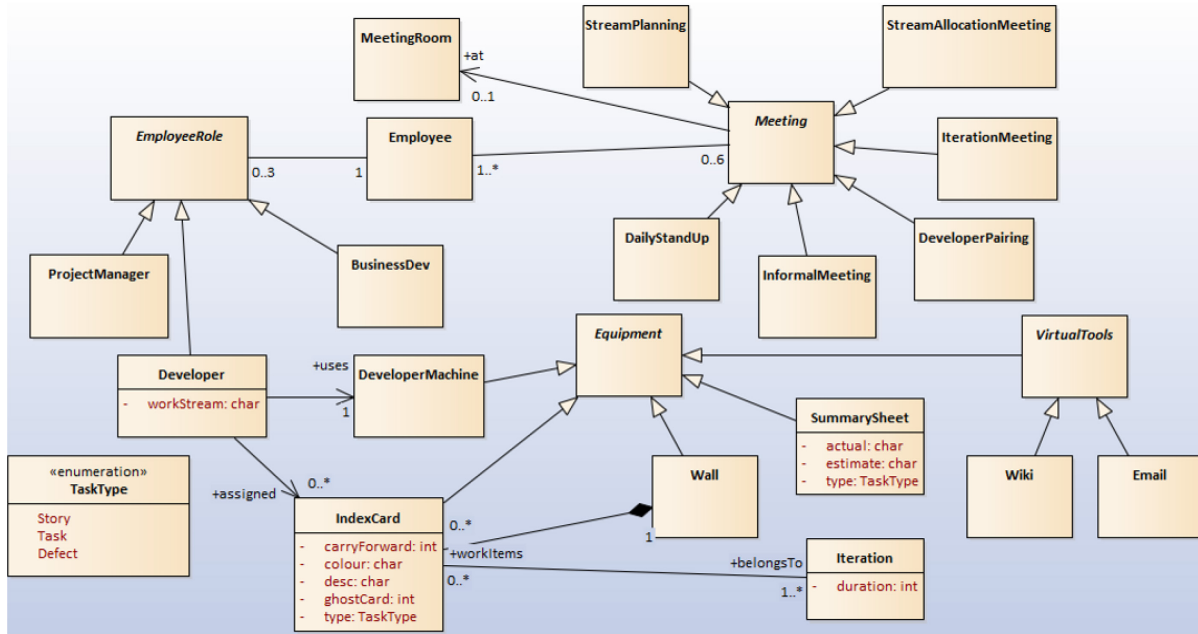 StreamPlanning
StreamAllocationMeeting
MeetingRoom
+at
0..1
EmployeeRole
Employee
Meeting
IterationMeeting
0..3
1
1..*
0..6
DailyStandUp
DeveloperPairing
ProjectManager
BusinessDev
InformalMeeting
Equipment
VirtualTools
Developer
- workStream: char
+uses
1
DeveloperMachine
SummarySheet
- actual: char
- estimate: char
- type: TaskType
«enumeration»
TaskType
Story
Task
Defect
Wall
Wiki
Email
+assigned
0..*
IndexCard
- carryForward: int
- colour: char
- desc: char
- ghostCard: int
- type: TaskType
0..*
1
+workItems
0..*
+belongsTo
1..*
Iteration
- duration: int